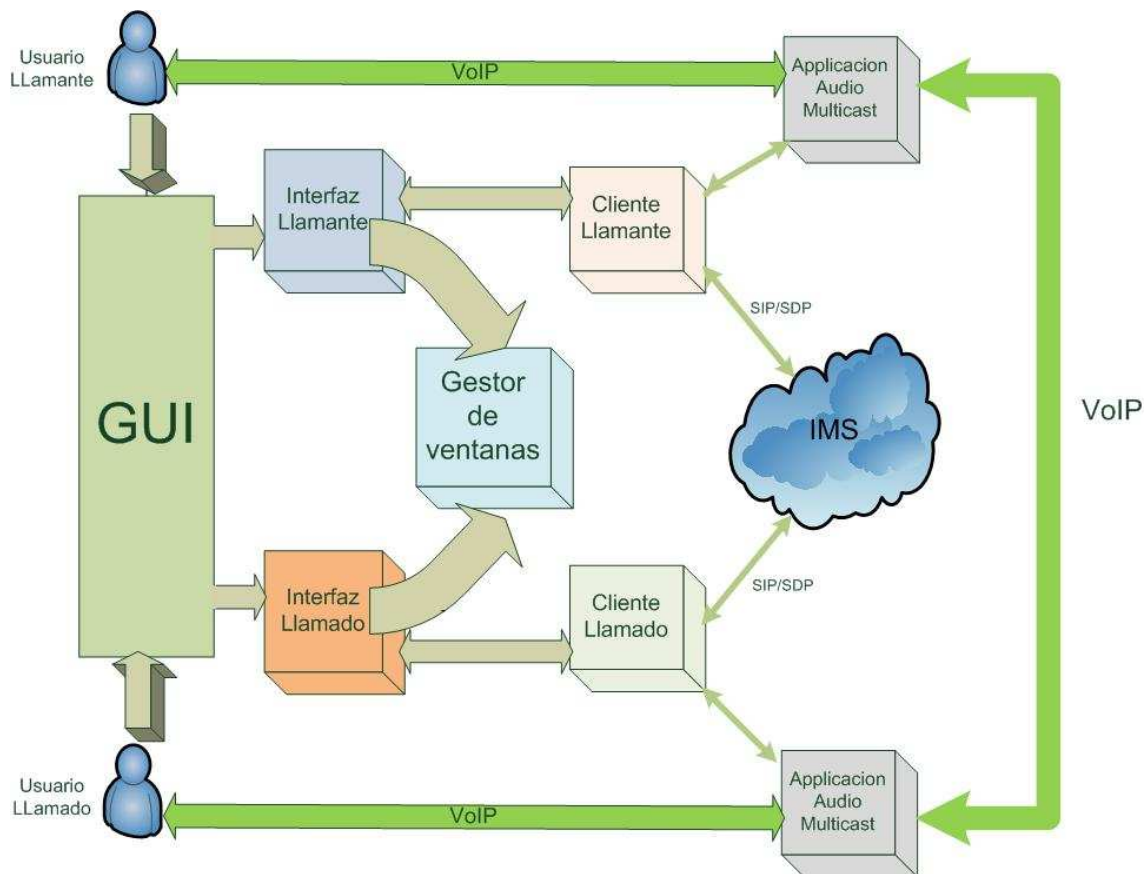 Usuario
LLamante
VoIP
Applicacion
Audio
Multicast
Interfaz
Llamante
Cliente
Llamante
SIP/SDP
GUI
Gestor
de
ventanas
IMS
VoIP
Interfaz
Llamado
Cliente
Llamado
SIP/SDP
Usuario
LLamado
VoIP
Applicacion
Audio
Multicast